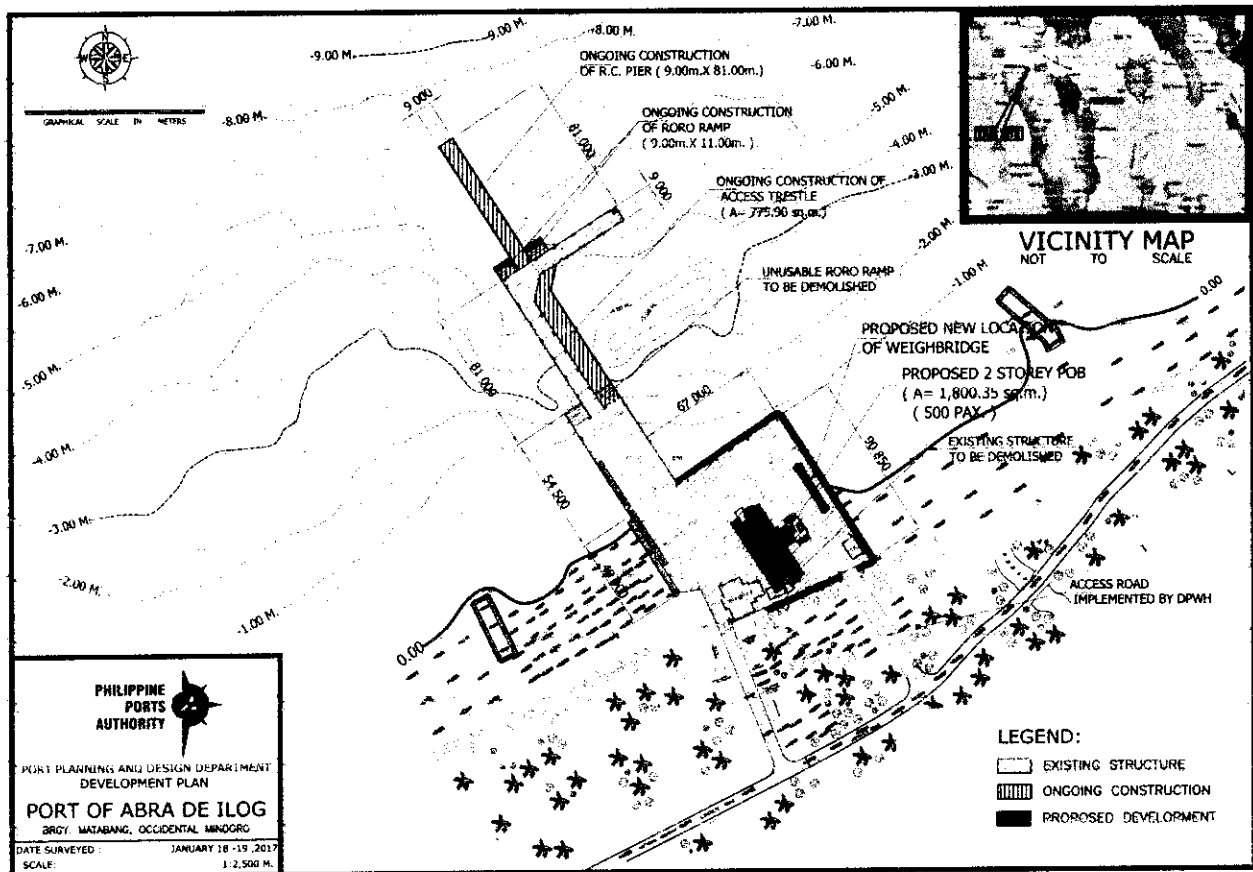 N
W E
S
GRAPHICAL SCALE IN METERS
-9.00 M.
-9.00 M.
-8.00 M.
-7.00 M.
-6.00 M.
-5.00 M.
-4.00 M.
-3.00 M.
-2.00 M.
-1.00 M
0.00
-8.00 M.
-7.00 M.
-6.00 M.
-5.00 M.
-4.00 M.
-3.00 M.
-2.00 M.
-1.00 M.
0.00
ONGOING CONSTRUCTION
OF R.C. PIER ( 9.00m.X 81.00m.)
ONGOING CONSTRUCTION
OF RORO RAMP
( 9.00m.X 11.00m. )
ONGOING CONSTRUCTION OF
ACCESS TRESTLE
( A= 775.90 sq.m.)
UNUSABLE RORO RAMP
TO BE DEMOLISHED
PROPOSED NEW LOCATION
OF WEIGHBRIDGE
PROPOSED 2 STOREY POB
( A= 1,800.35 sq.m.)
( 500 PAX. )
EXISTING STRUCTURE
TO BE DEMOLISHED
ACCESS ROAD
IMPLEMENTED BY DPWH
9.000
81.000
9.000
81.000
67.000
90.850
54.500
VICINITY MAP
NOT TO SCALE
PHILIPPINE
PORTS
AUTHORITY
PORT PLANNING AND DESIGN DEPARTMENT
DEVELOPMENT PLAN
PORT OF ABRA DE ILOG
BRGY. MATABANG, OCCIDENTAL MINDORO
DATE SURVEYED : JANUARY 18 -19 ,2017
SCALE: 1:2,500 M.
LEGEND:
EXISTING STRUCTURE
ONGOING CONSTRUCTION
PROPOSED DEVELOPMENT